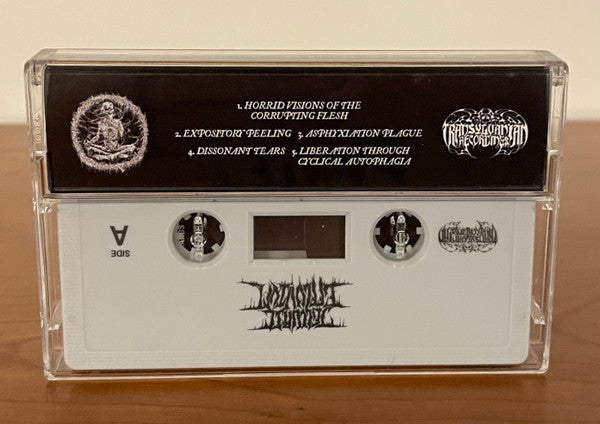 1. HORRID VISIONS OF THE
CORRUPTING FLESH
2. EXPOSITORY PEELING 3. ASPHYXIATION PLAGUE
4. DISSONANT TEARS 5. LIBERATION THROUGH
CYCLICAL AUTOPHAGIA
TRANSYLVANIAN
RECORDINGS
SIDE
A